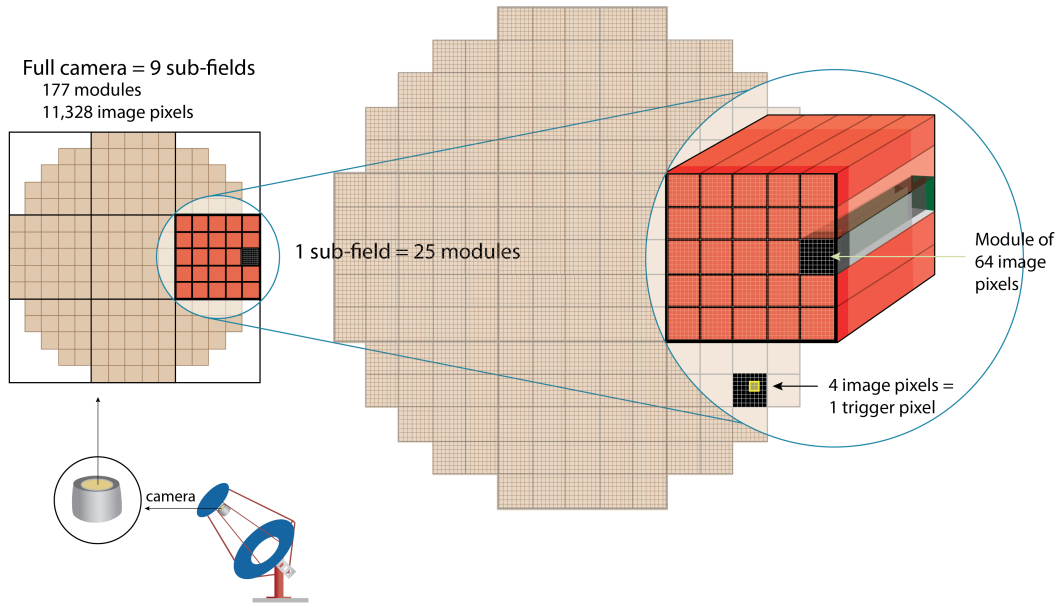 Full camera = 9 sub-fields
177 modules
11,328 image pixels
1 sub-field = 25 modules
Module of
64 image
pixels
4 image pixels =
1 trigger pixel
camera